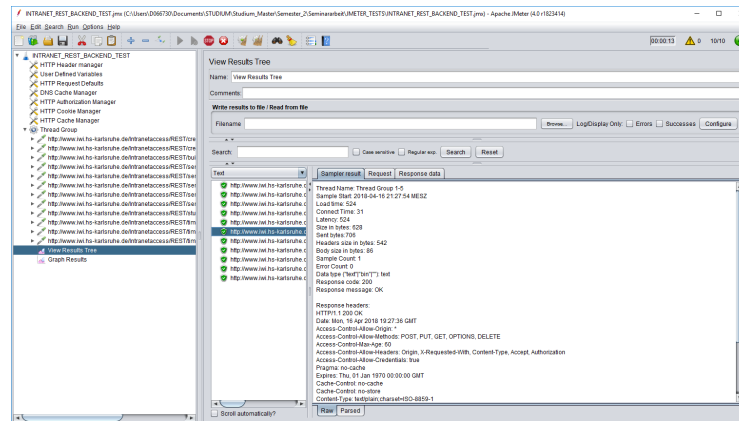 INTRANET_REST_BACKEND_TEST.jmx (C:\Users\D066730\Documents\STUDIUM\Studium_Master\Semester_2\Seminararbeit\JMETER_TESTS\INTRANET_REST_BACKEND_TEST.jmx) - Apache JMeter (4.0 r1823414)
File Edit Search Run Options Help
00:00:13 0 10/10
INTRANET_REST_BACKEND_TEST
HTTP Header manager
User Defined Variables
HTTP Request Defaults
DNS Cache Manager
HTTP Authorization Manager
HTTP Cookie Manager
HTTP Cache Manager
Thread Group
http://www.iwi.hs-karlsruhe.de/Intranetaccess/REST/cre
http://www.iwi.hs-karlsruhe.de/Intranetaccess/REST/cre
http://www.iwi.hs-karlsruhe.de/Intranetaccess/REST/bui
http://www.iwi.hs-karlsruhe.de/Intranetaccess/REST/ser
http://www.iwi.hs-karlsruhe.de/Intranetaccess/REST/ser
http://www.iwi.hs-karlsruhe.de/Intranetaccess/REST/ser
http://www.iwi.hs-karlsruhe.de/Intranetaccess/REST/ser
http://www.iwi.hs-karlsruhe.de/Intranetaccess/REST/ser
http://www.iwi.hs-karlsruhe.de/Intranetaccess/REST/stu
http://www.iwi.hs-karlsruhe.de/Intranetaccess/REST/tim
http://www.iwi.hs-karlsruhe.de/Intranetaccess/REST/tim
http://www.iwi.hs-karlsruhe.de/Intranetaccess/REST/tim
View Results Tree
Graph Results
View Results Tree
Name: View Results Tree
Comments:
Write results to file / Read from file
Filename Browse... Log/Display Only: Errors Successes Configure
Search: Case sensitive Regular exp. Search Reset
Text
http://www.iwi.hs-karlsruhe.d
http://www.iwi.hs-karlsruhe.d
http://www.iwi.hs-karlsruhe.d
http://www.iwi.hs-karlsruhe.d
http://www.iwi.hs-karlsruhe.d
http://www.iwi.hs-karlsruhe.d
http://www.iwi.hs-karlsruhe.d
http://www.iwi.hs-karlsruhe.d
http://www.iwi.hs-karlsruhe.d
http://www.iwi.hs-karlsruhe.d
Scroll automatically?
Sampler result Request Response data
Thread Name: Thread Group 1-5
Sample Start: 2018-04-16 21:27:54 MESZ
Load time: 524
Connect Time: 31
Latency: 524
Size in bytes: 628
Sent bytes:706
Headers size in bytes: 542
Body size in bytes: 86
Sample Count: 1
Error Count: 0
Data type ("text"|"bin"|""): text
Response code: 200
Response message: OK
Response headers:
HTTP/1.1 200 OK
Date: Mon, 16 Apr 2018 19:27:36 GMT
Access-Control-Allow-Origin: *
Access-Control-Allow-Methods: POST, PUT, GET, OPTIONS, DELETE
Access-Control-Max-Age: 60
Access-Control-Allow-Headers: Origin, X-Requested-With, Content-Type, Accept, Authorization
Access-Control-Allow-Credentials: true
Pragma: no-cache
Expires: Thu, 01 Jan 1970 00:00:00 GMT
Cache-Control: no-cache
Cache-Control: no-store
Content-Type: text/plain;charset=ISO-8859-1
Raw Parsed